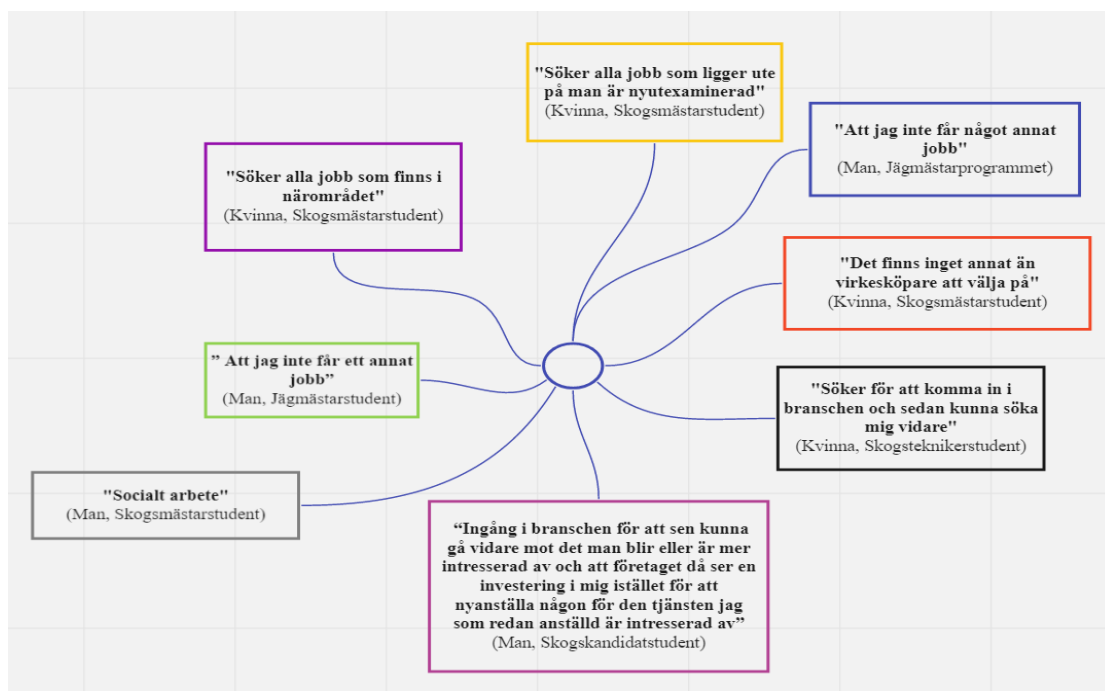 "Söker alla jobb som ligger ute
på man är nyutexaminerad"
(Kvinna, Skogsmästarstudent)
"Att jag inte får något annat
jobb"
(Man, Jägmästarprogrammet)
"Söker alla jobb som finns i
närområdet"
(Kvinna, Skogsmästarstudent)
"Det finns inget annat än
virkesköpare att välja på"
(Kvinna, Skogsmästarstudent)
” Att jag inte får ett annat
jobb”
(Man, Jägmästarstudent)
"Söker för att komma in i
branschen och sedan kunna söka
mig vidare"
(Kvinna, Skogsteknikerstudent)
"Socialt arbete"
(Man, Skogsmästarstudent)
“Ingång i branschen för att sen kunna
gå vidare mot det man blir eller är mer
intresserad av och att företaget då ser en
investering i mig istället för att
nyanställa någon för den tjänsten jag
som redan anställd är intresserad av”
(Man, Skogskandidatstudent)